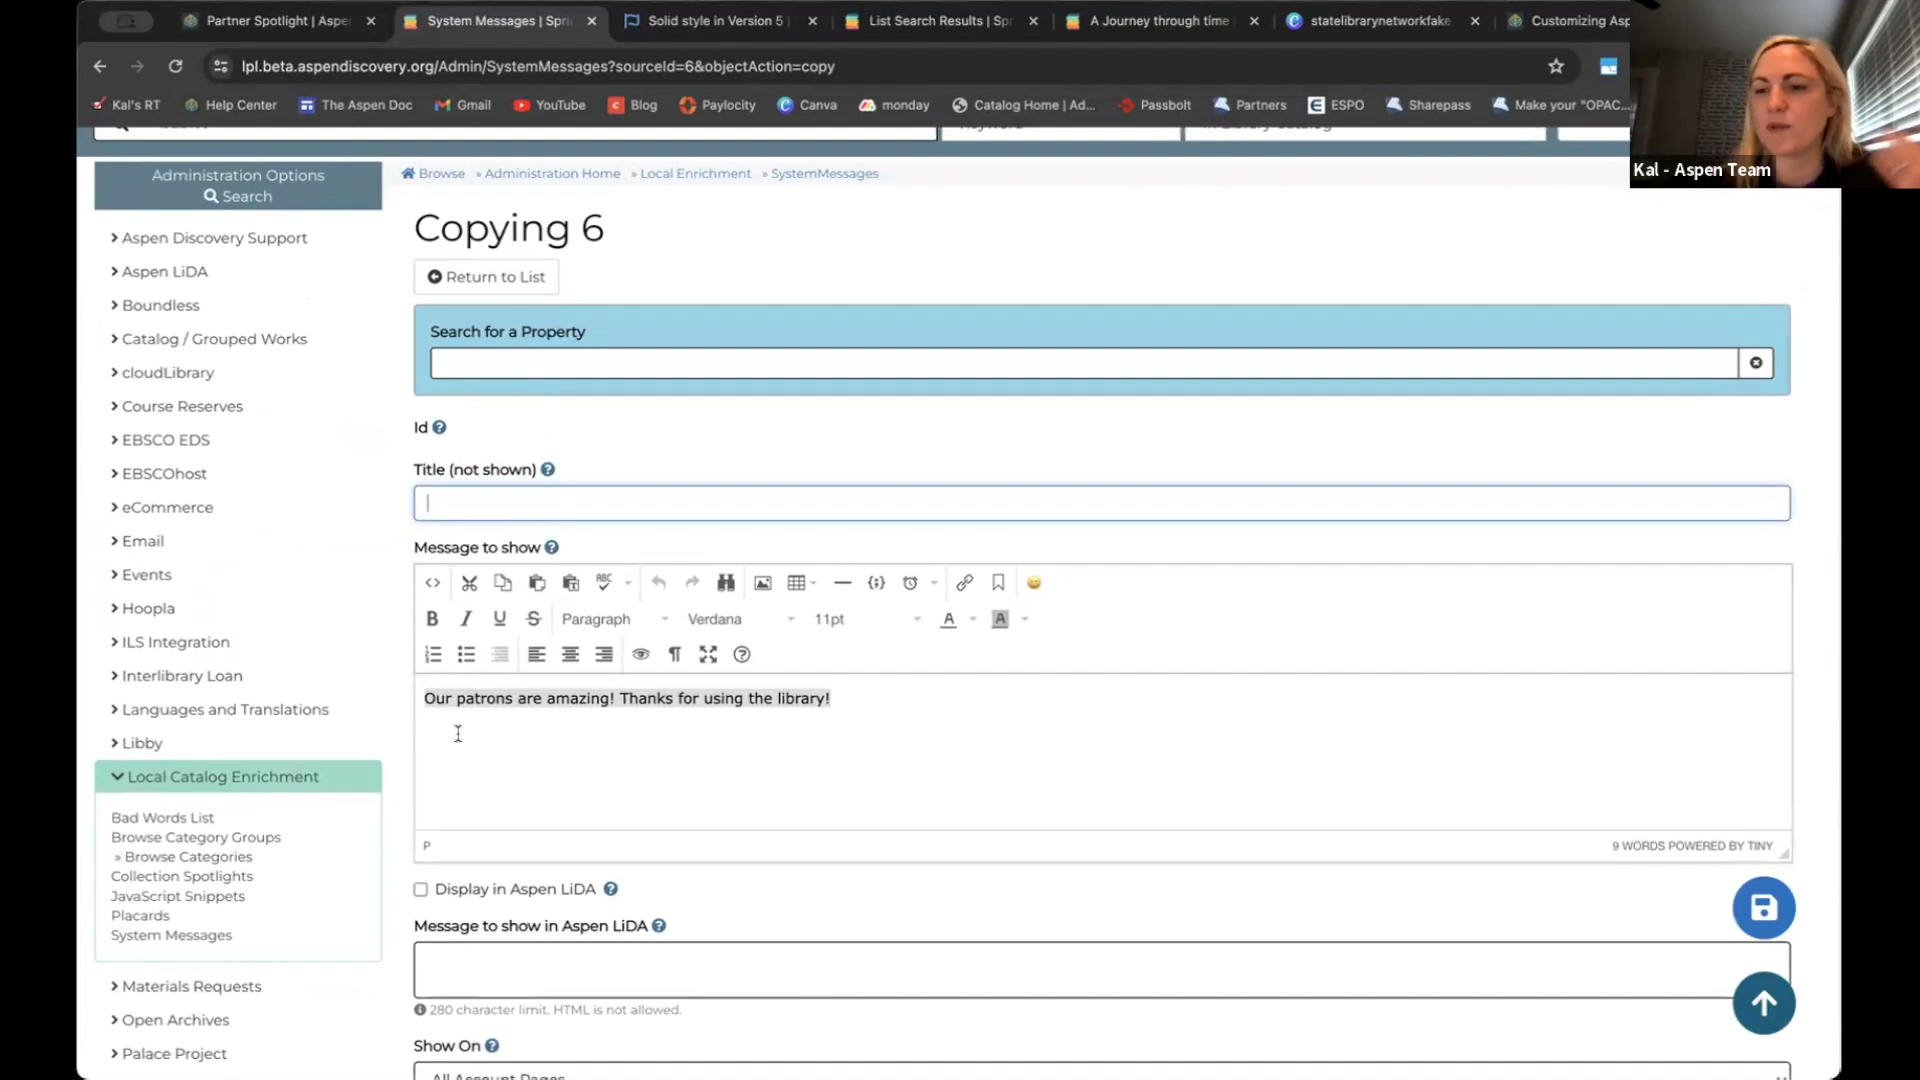 Partner Spotlight | Aspe
System Messages | Spri
Solid style in Version 5
List Search Results | Sp
A Journey through time
statelibrarynetworkfake
Customizing Asp
lpl.beta.aspendiscovery.org/Admin/SystemMessages?sourceId=6&objectAction=copy
Kal's RT
Help Center
The Aspen Doc
Gmail
YouTube
Blog
Paylocity
Canva
monday
Catalog Home | Ad...
Passbolt
Partners
ESPO
Sharepass
Make your "OPAC...
Kal - Aspen Team
Administration Options
Search
Browse » Administration Home » Local Enrichment » SystemMessages
Aspen Discovery Support
Aspen LiDA
Boundless
Catalog / Grouped Works
cloudLibrary
Course Reserves
EBSCO EDS
EBSCOhost
eCommerce
Email
Events
Hoopla
ILS Integration
Interlibrary Loan
Languages and Translations
Libby
Local Catalog Enrichment
Bad Words List
Browse Category Groups
» Browse Categories
Collection Spotlights
JavaScript Snippets
Placards
System Messages
Materials Requests
Open Archives
Palace Project
Copying 6
Return to List
Search for a Property
Id
Title (not shown)
Message to show
Paragraph
Verdana
11pt
Our patrons are amazing! Thanks for using the library!
P
9 WORDS POWERED BY TINY
Display in Aspen LiDA
Message to show in Aspen LiDA
280 character limit. HTML is not allowed.
Show On
All Account Pages